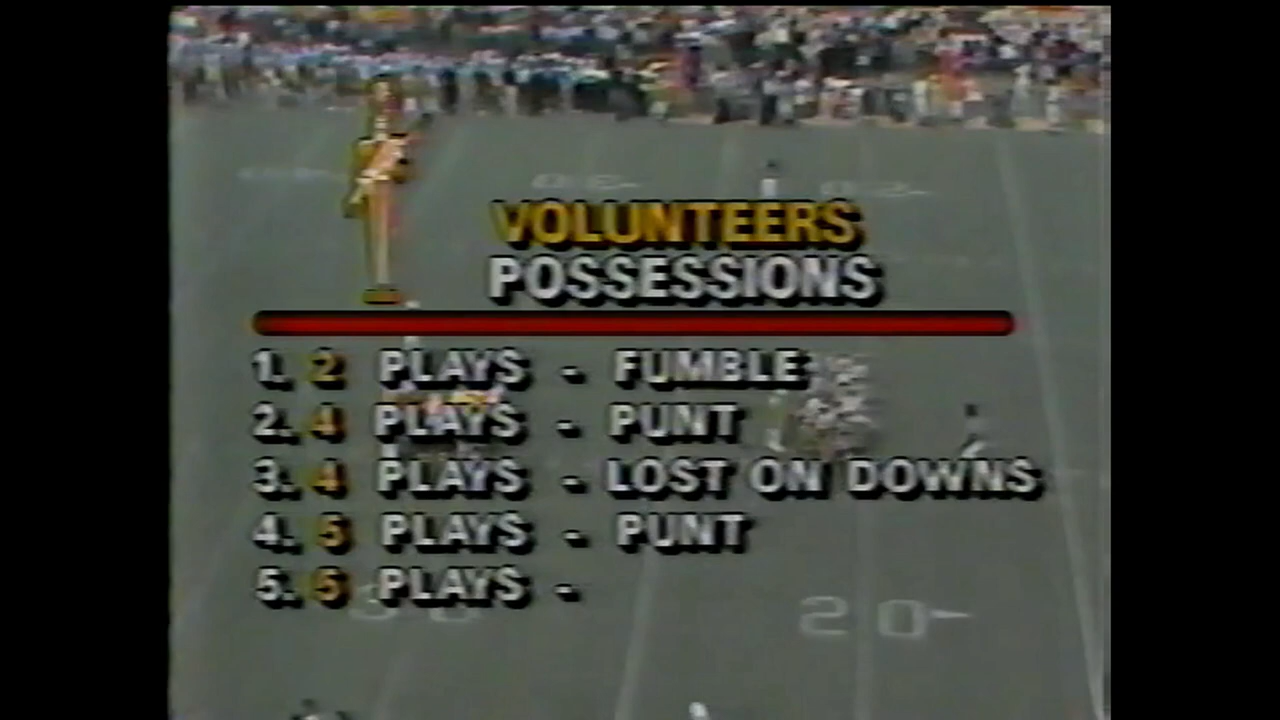 VOLUNTEERS
POSSESSIONS
1. 2 PLAYS - FUMBLE
2. 4 PLAYS - PUNT
3. 4 PLAYS - LOST ON DOWNS
4. 5 PLAYS - PUNT
5. 5 PLAYS -
20